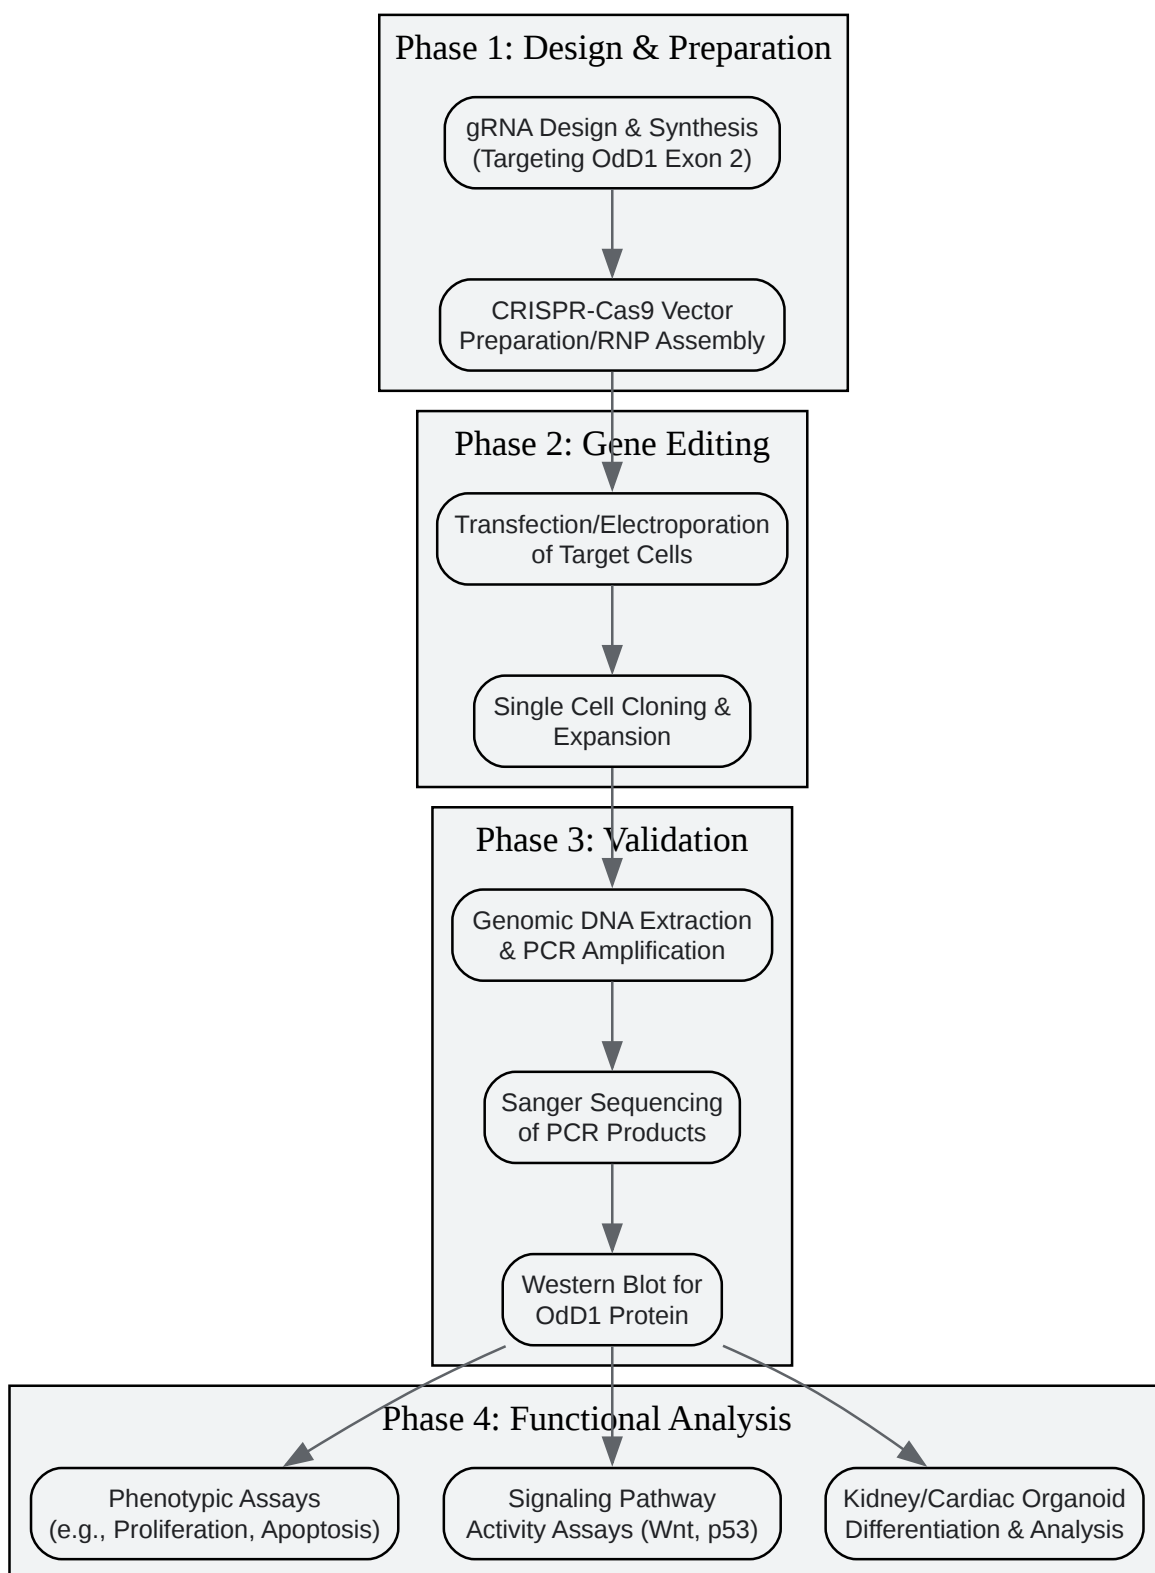 Phase 1: Design & Preparation
gRNA Design & Synthesis
(Targeting OdD1 Exon 2)
CRISPR-Cas9 Vector
Preparation/RNP Assembly
Phase 2: Gene Editing
Transfection/Electroporation
of Target Cells
Single Cell Cloning &
Expansion
Phase 3: Validation
Genomic DNA Extraction
& PCR Amplification
Sanger Sequencing
of PCR Products
Western Blot for
OdD1 Protein
Phase 4: Functional Analysis
Phenotypic Assays
(e.g., Proliferation, Apoptosis)
Signaling Pathway
Activity Assays (Wnt, p53)
Kidney/Cardiac Organoid
Differentiation & Analysis